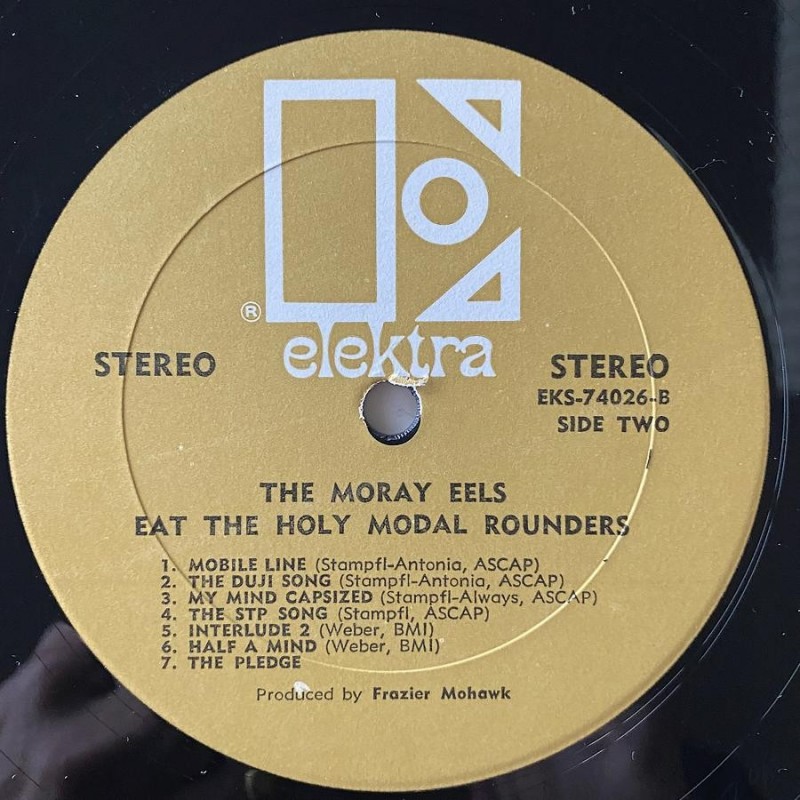 ®
elektra
STEREO
STEREO
EKS-74026-B
SIDE TWO
THE MORAY EELS
EAT THE HOLY MODAL ROUNDERS
1. MOBILE LINE (Stampfl-Antonia, ASCAP)
2. THE DUJI SONG (Stampfl-Antonia, ASCAP)
3. MY MIND CAPSIZED (Stampfl-Always, ASCAP)
4. THE STP SONG (Stampfl, ASCAP)
5. INTERLUDE 2 (Weber, BMI)
6. HALF A MIND (Weber, BMI)
7. THE PLEDGE
Produced by Frazier Mohawk